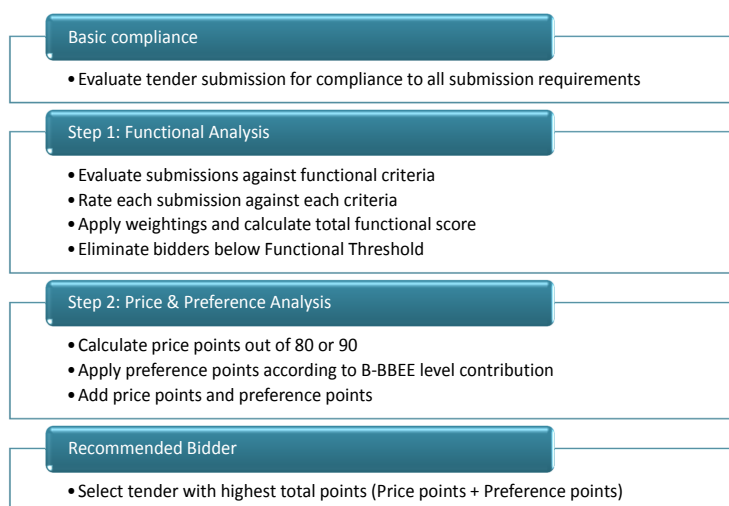 Basic compliance
• Evaluate tender submission for compliance to all submission requirements
Step 1: Functional Analysis
• Evaluate submissions against functional criteria
• Rate each submission against each criteria
• Apply weightings and calculate total functional score
• Eliminate bidders below Functional Threshold
Step 2: Price & Preference Analysis
• Calculate price points out of 80 or 90
• Apply preference points according to B-BBEE level contribution
• Add price points and preference points
Recommended Bidder
• Select tender with highest total points (Price points + Preference points)